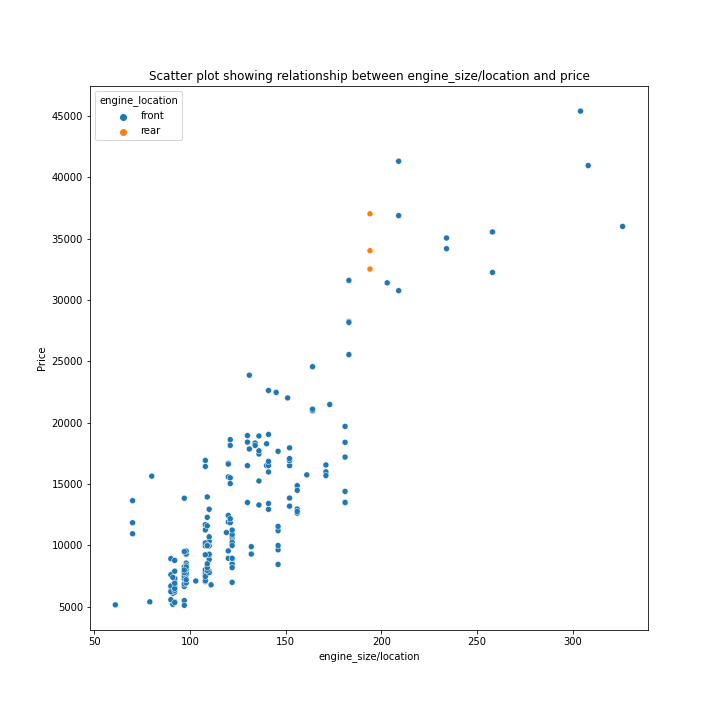 Scatter plot showing relationship between engine_size/location and price
engine_location
front
rear
45000
40000
35000
30000
25000
20000
15000
10000
5000
Price
50
100
150
200
250
300
engine_size/location